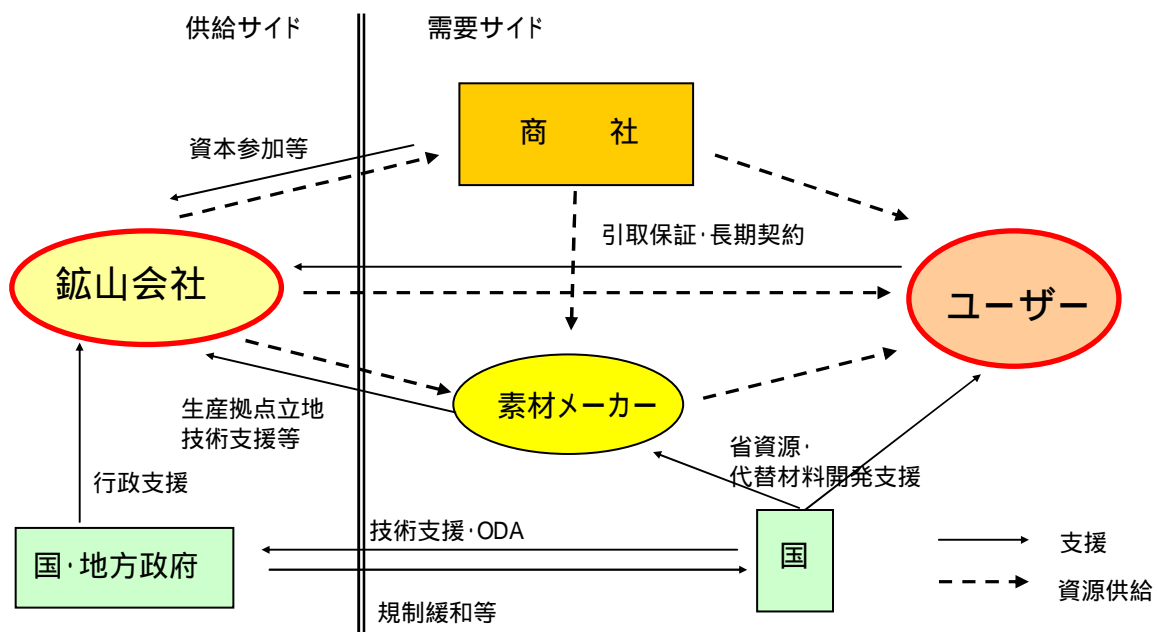 供給サイド
需要サイド
商　　社
資本参加等
引取保証・長期契約
鉱山会社
ユーザー
素材メーカー
生産拠点立地
技術支援等
省資源・
代替材料開発支援
行政支援
技術支援・ODA
国・地方政府
国
支援
資源供給
規制緩和等